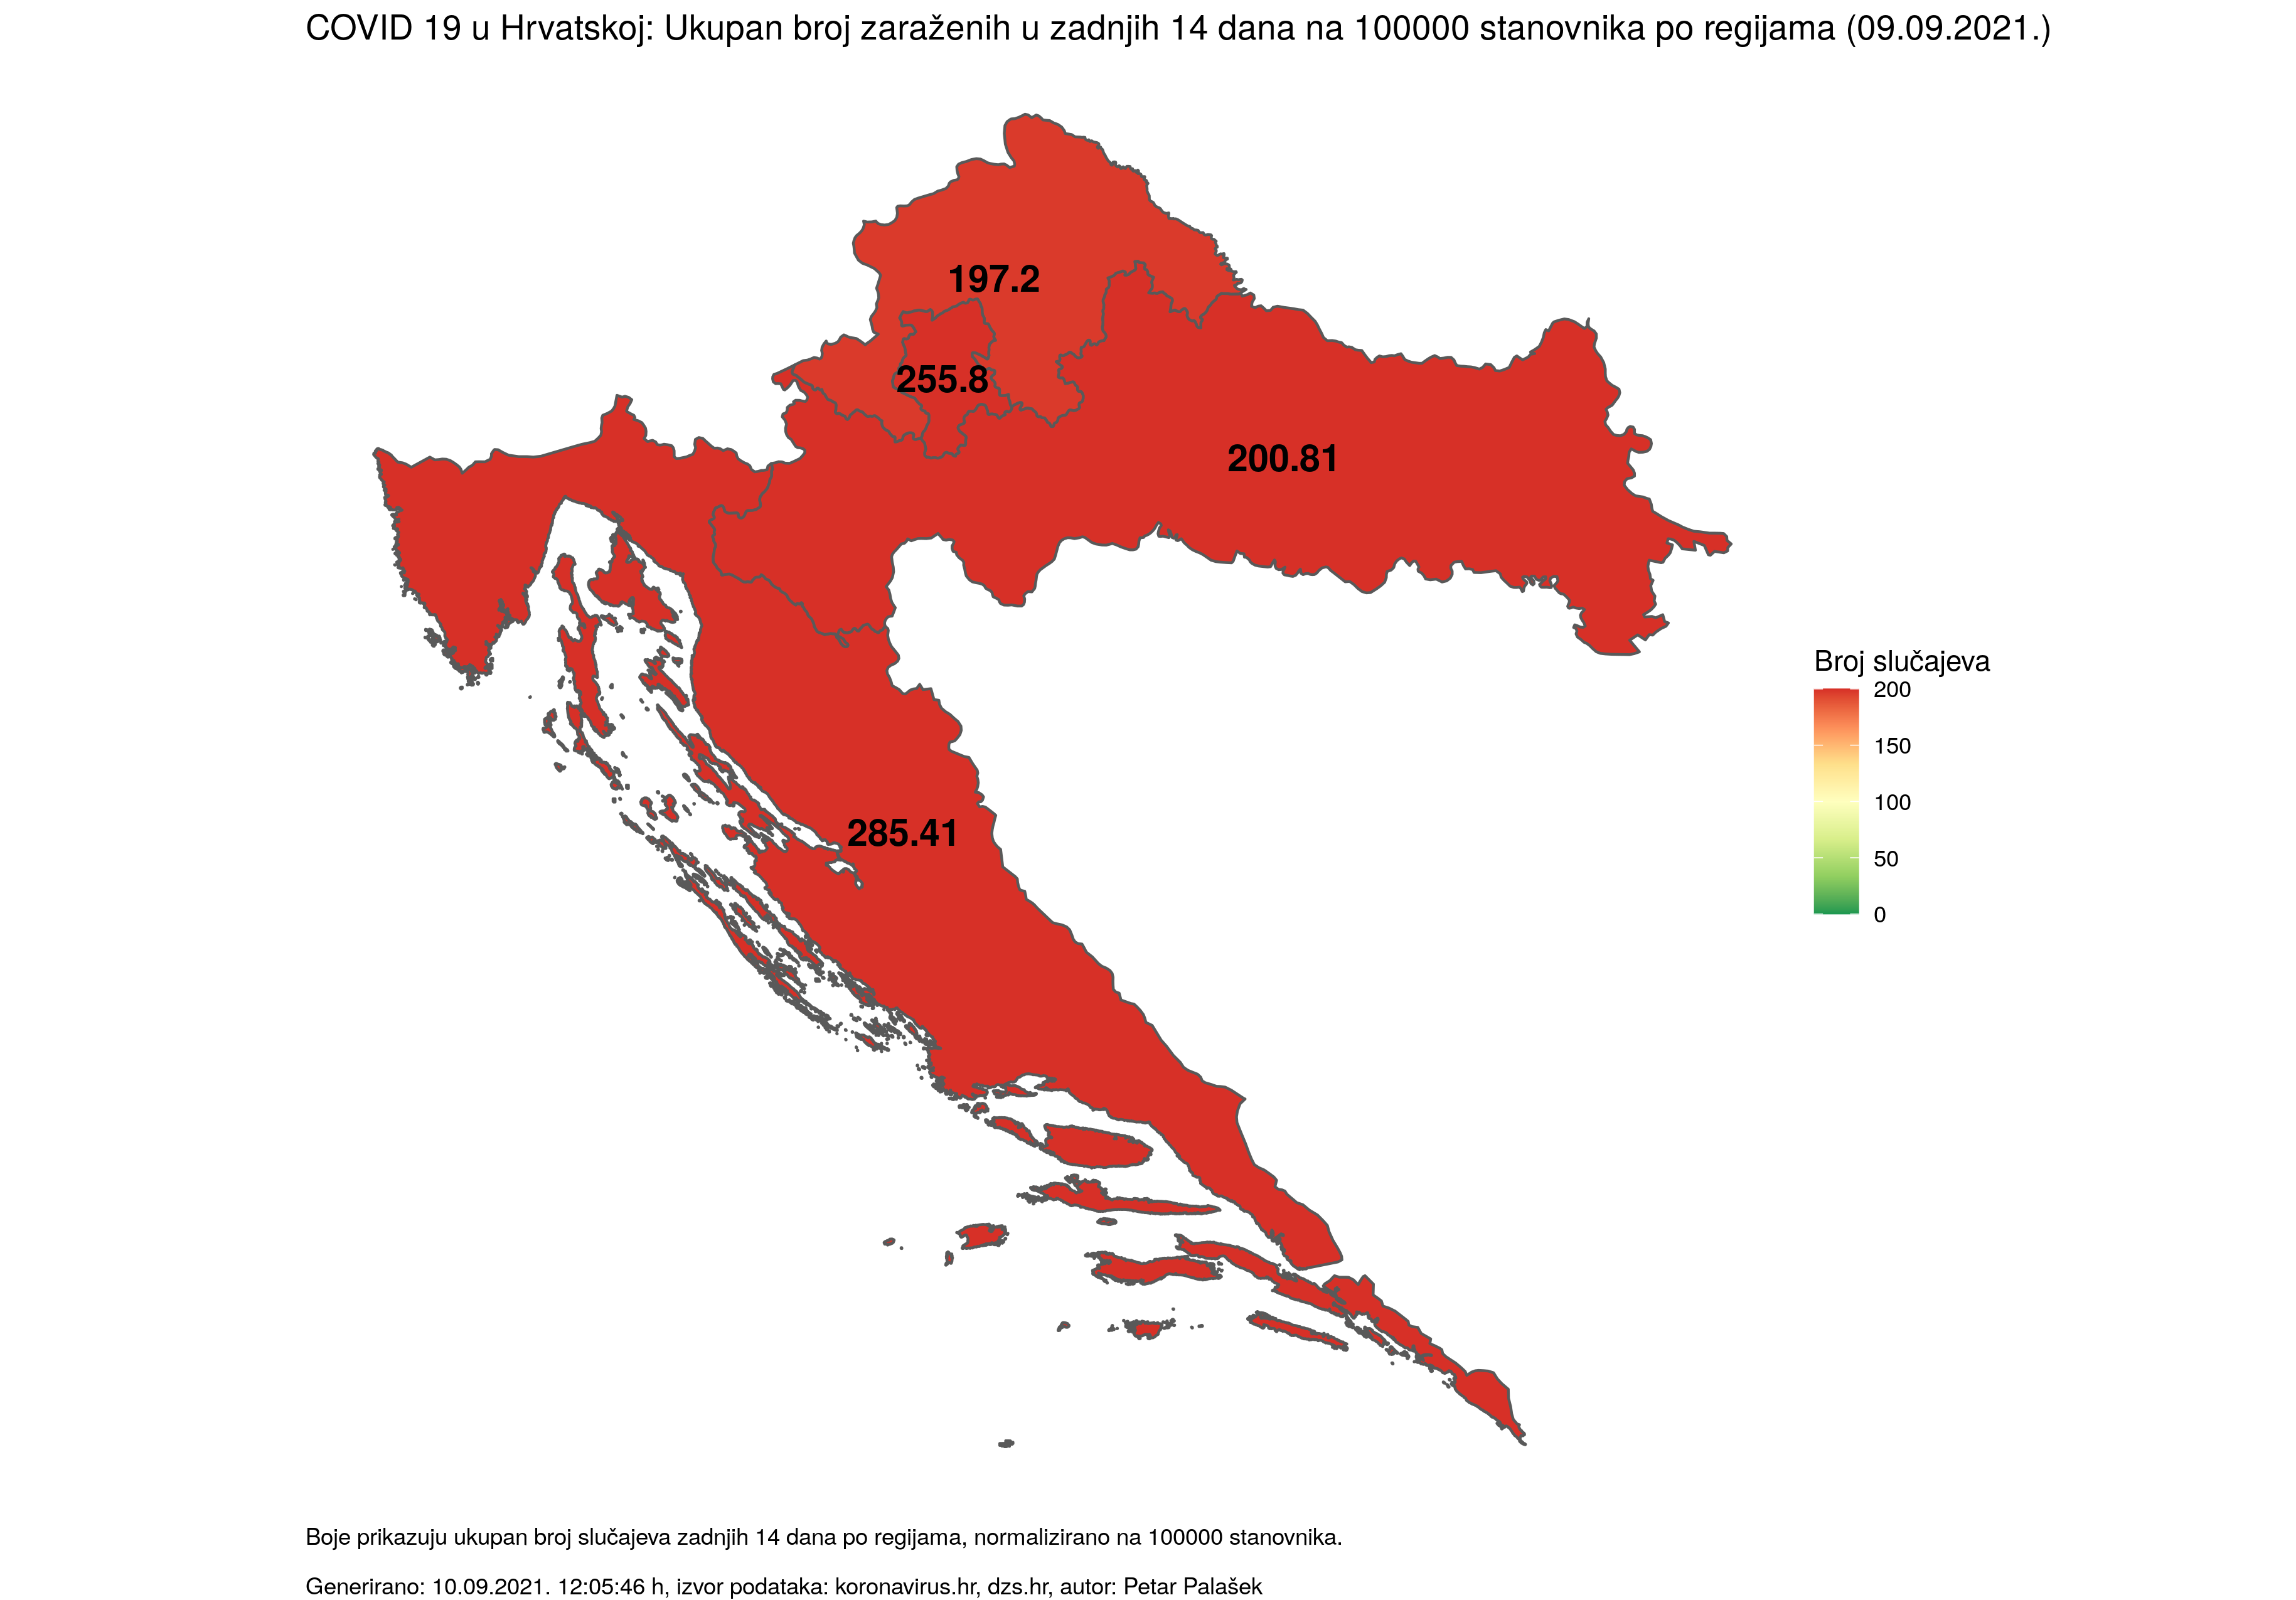 COVID 19 u Hrvatskoj: Ukupan broj zaraženih u zadnjih 14 dana na 100000 stanovnika po regijama (09.09.2021.)
197.2
255.8
200.81
285.41
Broj slučajeva
200
150
100
50
0
Boje prikazuju ukupan broj slučajeva zadnjih 14 dana po regijama, normalizirano na 100000 stanovnika.
Generirano: 10.09.2021. 12:05:46 h, izvor podataka: koronavirus.hr, dzs.hr, autor: Petar Palašek